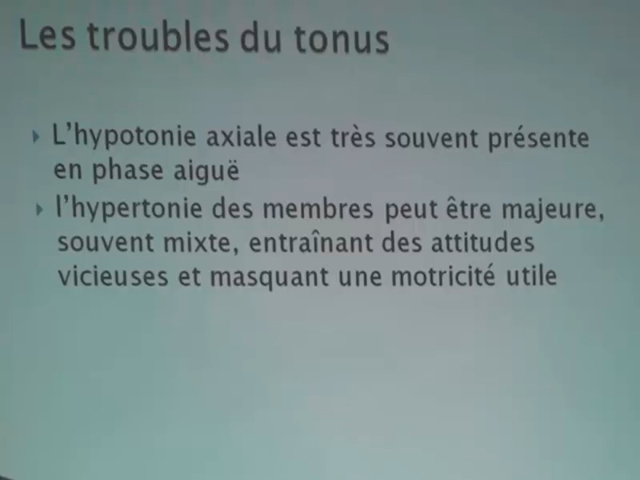 Les troubles du tonus
L'hypotonie axiale est très souvent présente
en phase aiguë
l'hypertonie des membres peut être majeure,
souvent mixte, entraînant des attitudes
vicieuses et masquant une motricité utile